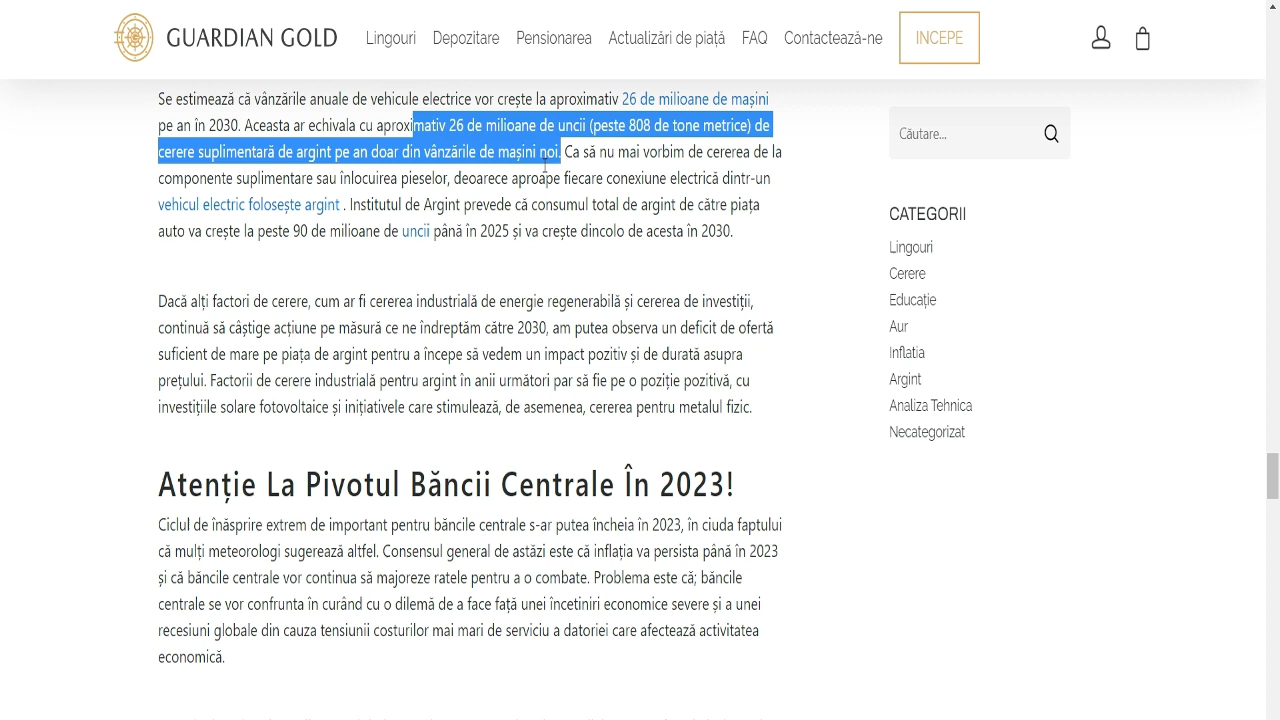 GUARDIAN GOLD
Lingouri
Depozitare
Pensionarea
Actualizări de piață
FAQ
Contactează-ne
INCEPE
Se estimează că vânzările anuale de vehicule electrice vor crește la aproximativ 26 de milioane de mașini
pe an în 2030. Aceasta ar echivala cu aproximativ 26 de milioane de uncii (peste 808 de tone metrice) de
cerere suplimentară de argint pe an doar din vânzările de mașini noi. Ca să nu mai vorbim de cererea de la
componente suplimentare sau înlocuirea pieselor, deoarece aproape fiecare conexiune electrică dintr-un
vehicul electric folosește argint . Institutul de Argint prevede că consumul total de argint de către piața
auto va crește la peste 90 de milioane de uncii până în 2025 și va crește dincolo de acesta în 2030.
Dacă alți factori de cerere, cum ar fi cererea industrială de energie regenerabilă și cererea de investiții,
continuă să câștige acțiune pe măsură ce ne îndreptăm către 2030, am putea observa un deficit de ofertă
suficient de mare pe piața de argint pentru a începe să vedem un impact pozitiv și de durată asupra
prețului. Factorii de cerere industrială pentru argint în anii următori par să fie pe o poziție pozitivă, cu
investițiile solare fotovoltaice și inițiativele care stimulează, de asemenea, cererea pentru metalul fizic.
Atenție La Pivotul Băncii Centrale În 2023!
Ciclul de înăsprire extrem de important pentru băncile centrale s-ar putea încheia în 2023, în ciuda faptului
că mulți meteorologi sugerează altfel. Consensul general de astăzi este că inflația va persista până în 2023
și că băncile centrale vor continua să majoreze ratele pentru a o combate. Problema este că; băncile
centrale se vor confrunta în curând cu o dilemă de a face față unei încetiniri economice severe și a unei
recesiuni globale din cauza tensiunii costurilor mai mari de serviciu a datoriei care afectează activitatea
economică.
Căutare...
CATEGORII
Lingouri
Cerere
Educație
Aur
Inflatia
Argint
Analiza Tehnica
Necategorizat